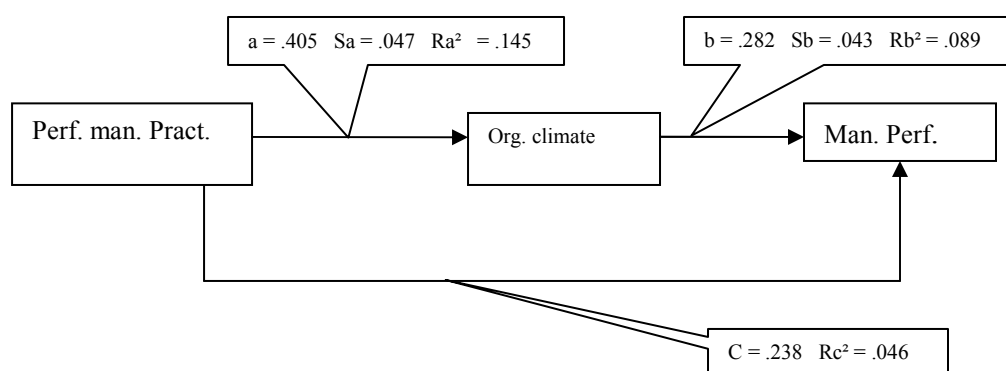 a = .405 Sa = .047 Ra² = .145
b = .282 Sb = .043 Rb² = .089
Perf. man. Pract.
Org. climate
Man. Perf.
C = .238 Rc² = .046